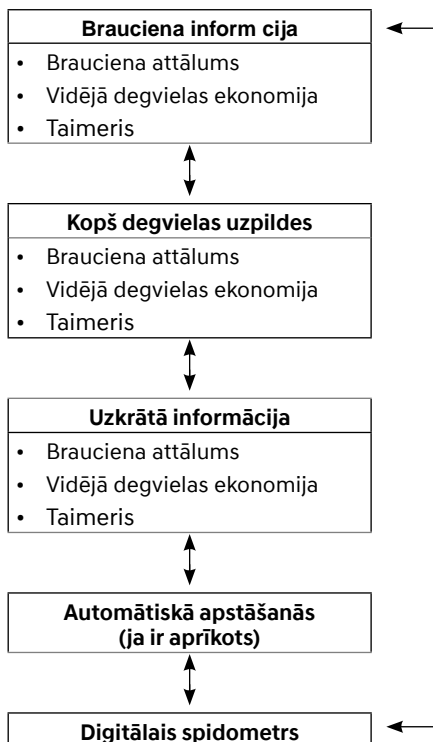 Brauciena inform cija
• Brauciena attālums
• Vidējā degvielas ekonomija
• Taimeris
Kopš degvielas uzpildes
• Brauciena attālums
• Vidējā degvielas ekonomija
• Taimeris
Uzkrātā informācija
• Brauciena attālums
• Vidējā degvielas ekonomija
• Taimeris
Automātiskā apstāšanās
(ja ir aprīkots)
Digitālais spidometrs